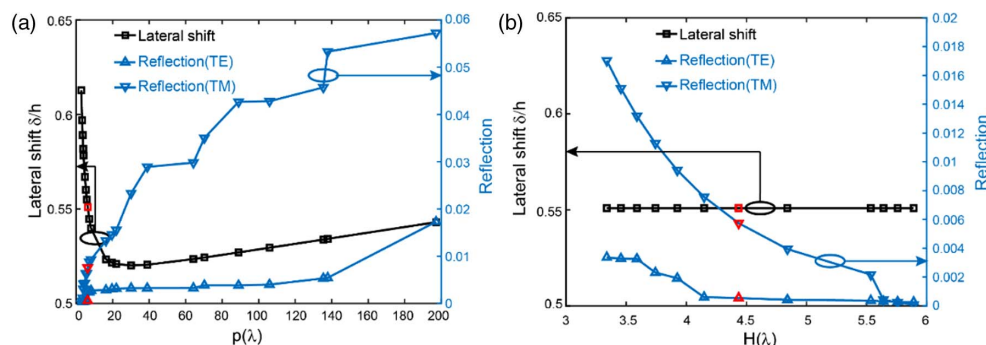 (a)
0.65
0.6
0.55
0.5
Lateral shift δ/h
Lateral shift
Reflection(TE)
Reflection(TM)
0.06
0.05
0.04
0.03
0.02
0.01
0
Reflection
0 20 40 60 80 100 120 140 160 180 200
p(λ)
(b)
0.65
0.6
0.55
0.5
Lateral shift δ/h
Lateral shift
Reflection(TE)
Reflection(TM)
0.02
0.018
0.016
0.014
0.012
0.01
0.008
0.006
0.004
0.002
0
Reflection
3 3.5 4 4.5 5 5.5 6
H(λ)